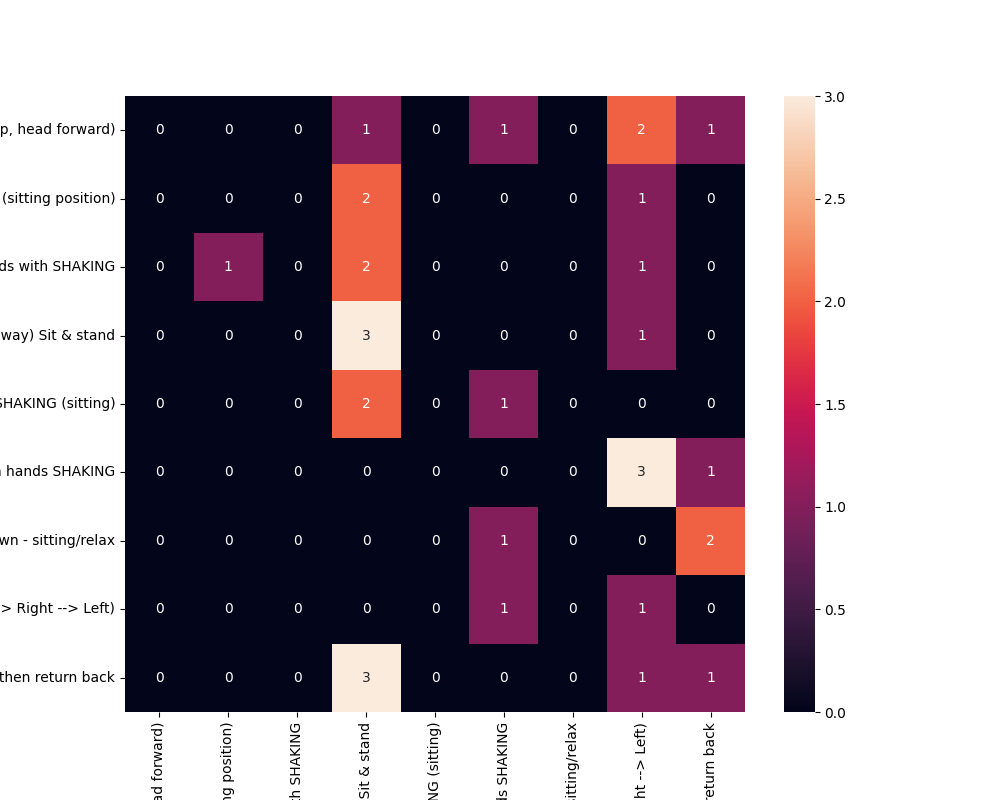 p, head forward) 0 0 0 1 0 1 0 2 1
(sitting position) 0 0 0 2 0 0 0 1 0
ds with SHAKING 0 1 0 2 0 0 0 1 0
way) Sit & stand 0 0 0 3 0 0 0 1 0
SHAKING (sitting) 0 0 0 2 0 1 0 0 0
hands SHAKING 0 0 0 0 0 0 0 3 1
wn - sitting/relax 0 0 0 0 0 1 0 0 2
> Right --> Left) 0 0 0 0 0 1 0 1 0
then return back 0 0 0 3 0 0 0 1 1
ad forward)
ng position)
th SHAKING
Sit & stand
NG (sitting)
ds SHAKING
sitting/relax
ht --> Left)
return back
3.0
2.5
2.0
1.5
1.0
0.5
0.0